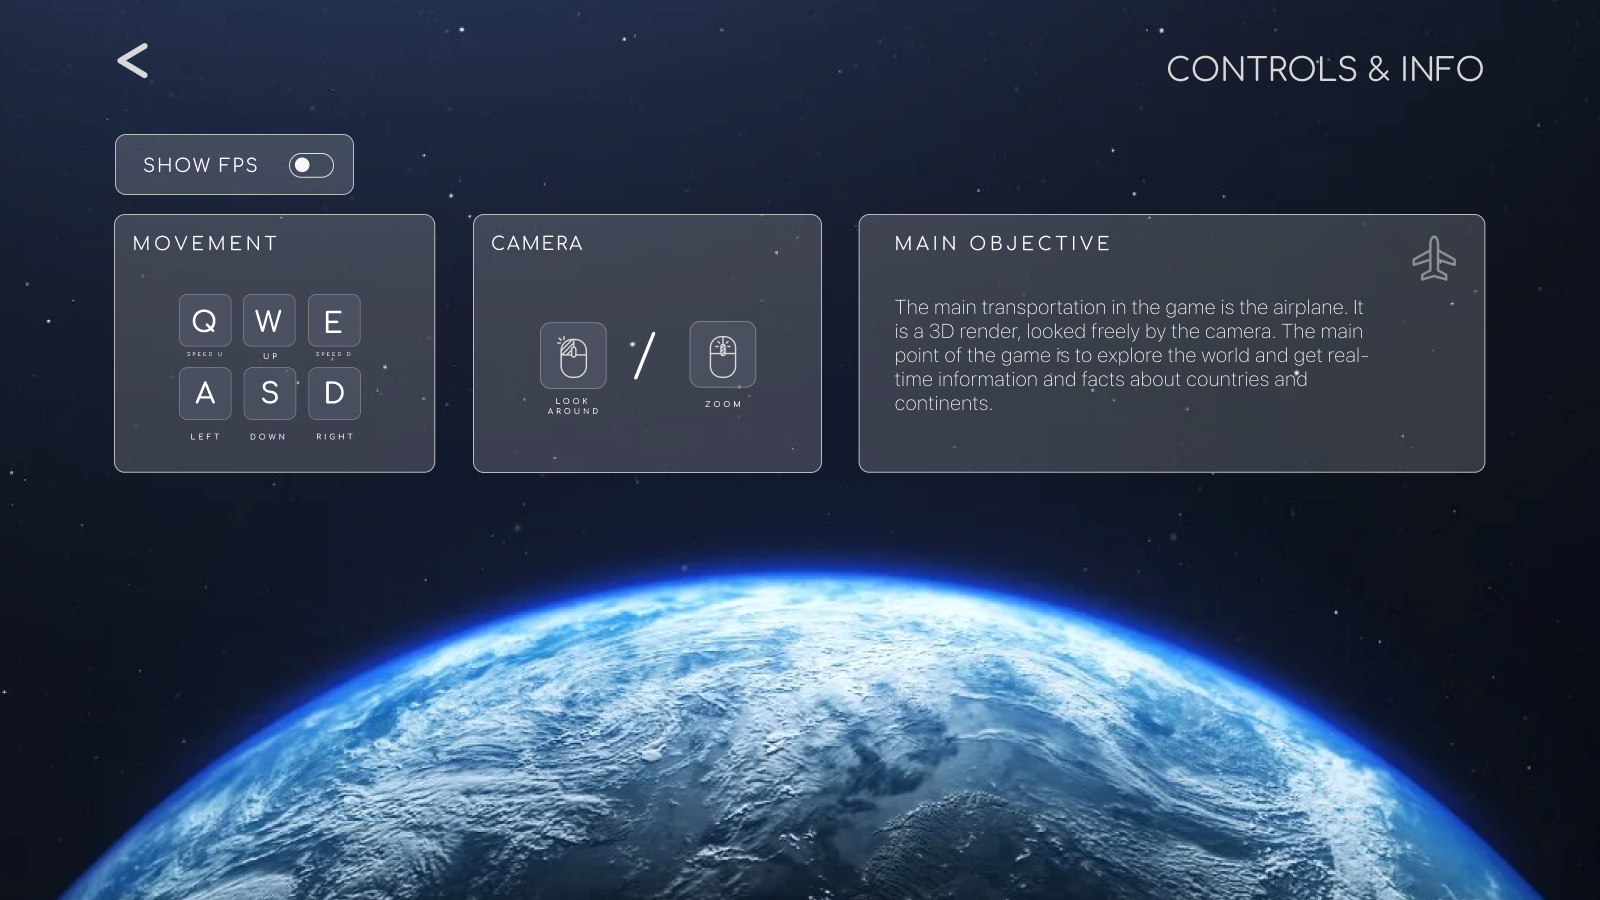 CONTROLS & INFO
SHOW FPS
MOVEMENT
Q W E
SPEED U UP SPEED D
A S D
LEFT DOWN RIGHT
CAMERA
LOOK
AROUND
ZOOM
MAIN OBJECTIVE
The main transportation in the game is the airplane. It
is a 3D render, looked freely by the camera. The main
point of the game is to explore the world and get real-
time information and facts about countries and
continents.